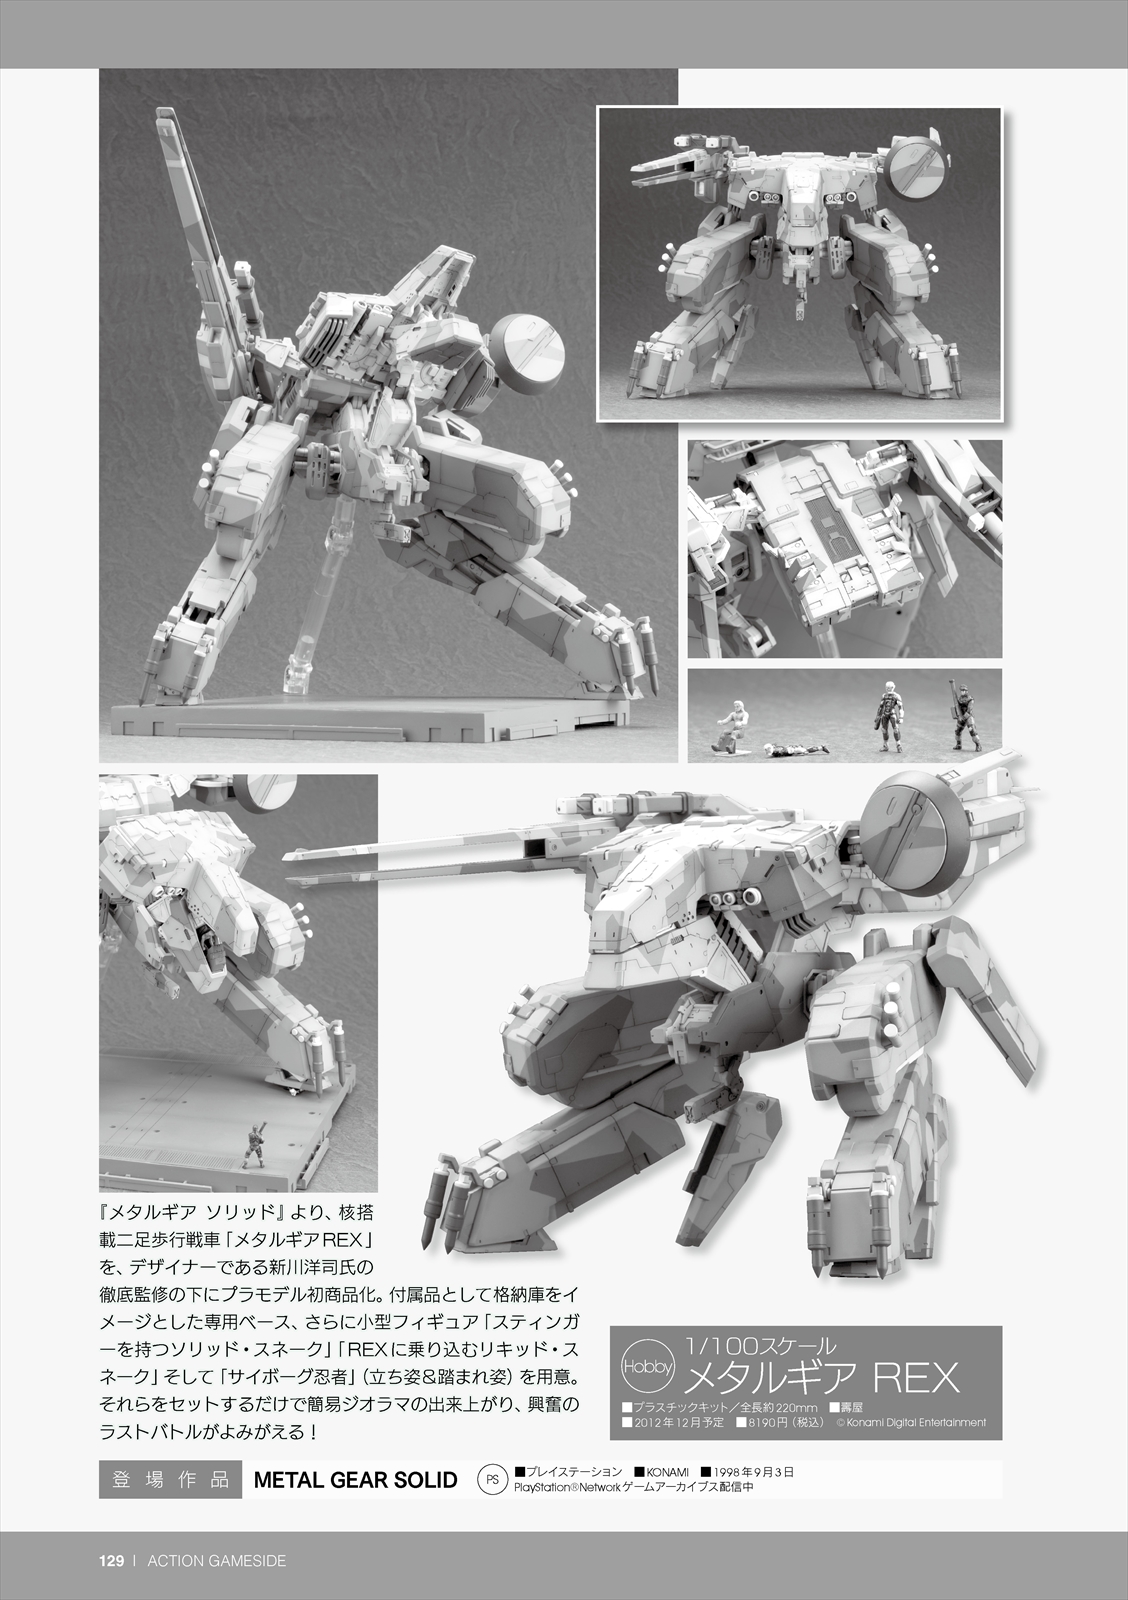 『メタルギア ソリッド』より、核搭
載二足歩行戦車「メタルギアREX」
を、デザイナーである新川洋司氏の
徹底監修の下にプラモデル初商品化。付属品として格納庫をイ
メージとした専用ベース、さらに小型フィギュア「スティンガ
ーを持つソリッド・スネーク」「REXに乗り込むリキッド・ス
ネーク」そして「サイボーグ忍者」(立ち姿&踏まれ姿)を用意。
それらをセットするだけで簡易ジオラマの出来上がり、興奮の
ラストバトルがよみがえる!
Hobby
1/100スケール
メタルギア REX
■プラスチックキット/全長約220mm ■壽屋
■2012年12月予定 ■8190円(税込) ©Konami Digital Entertainment
登場作品
METAL GEAR SOLID
PS
■プレイステーション ■KONAMI ■1998年9月3日
PlayStation®Networkゲームアーカイブス配信中
129 | ACTION GAMESIDE